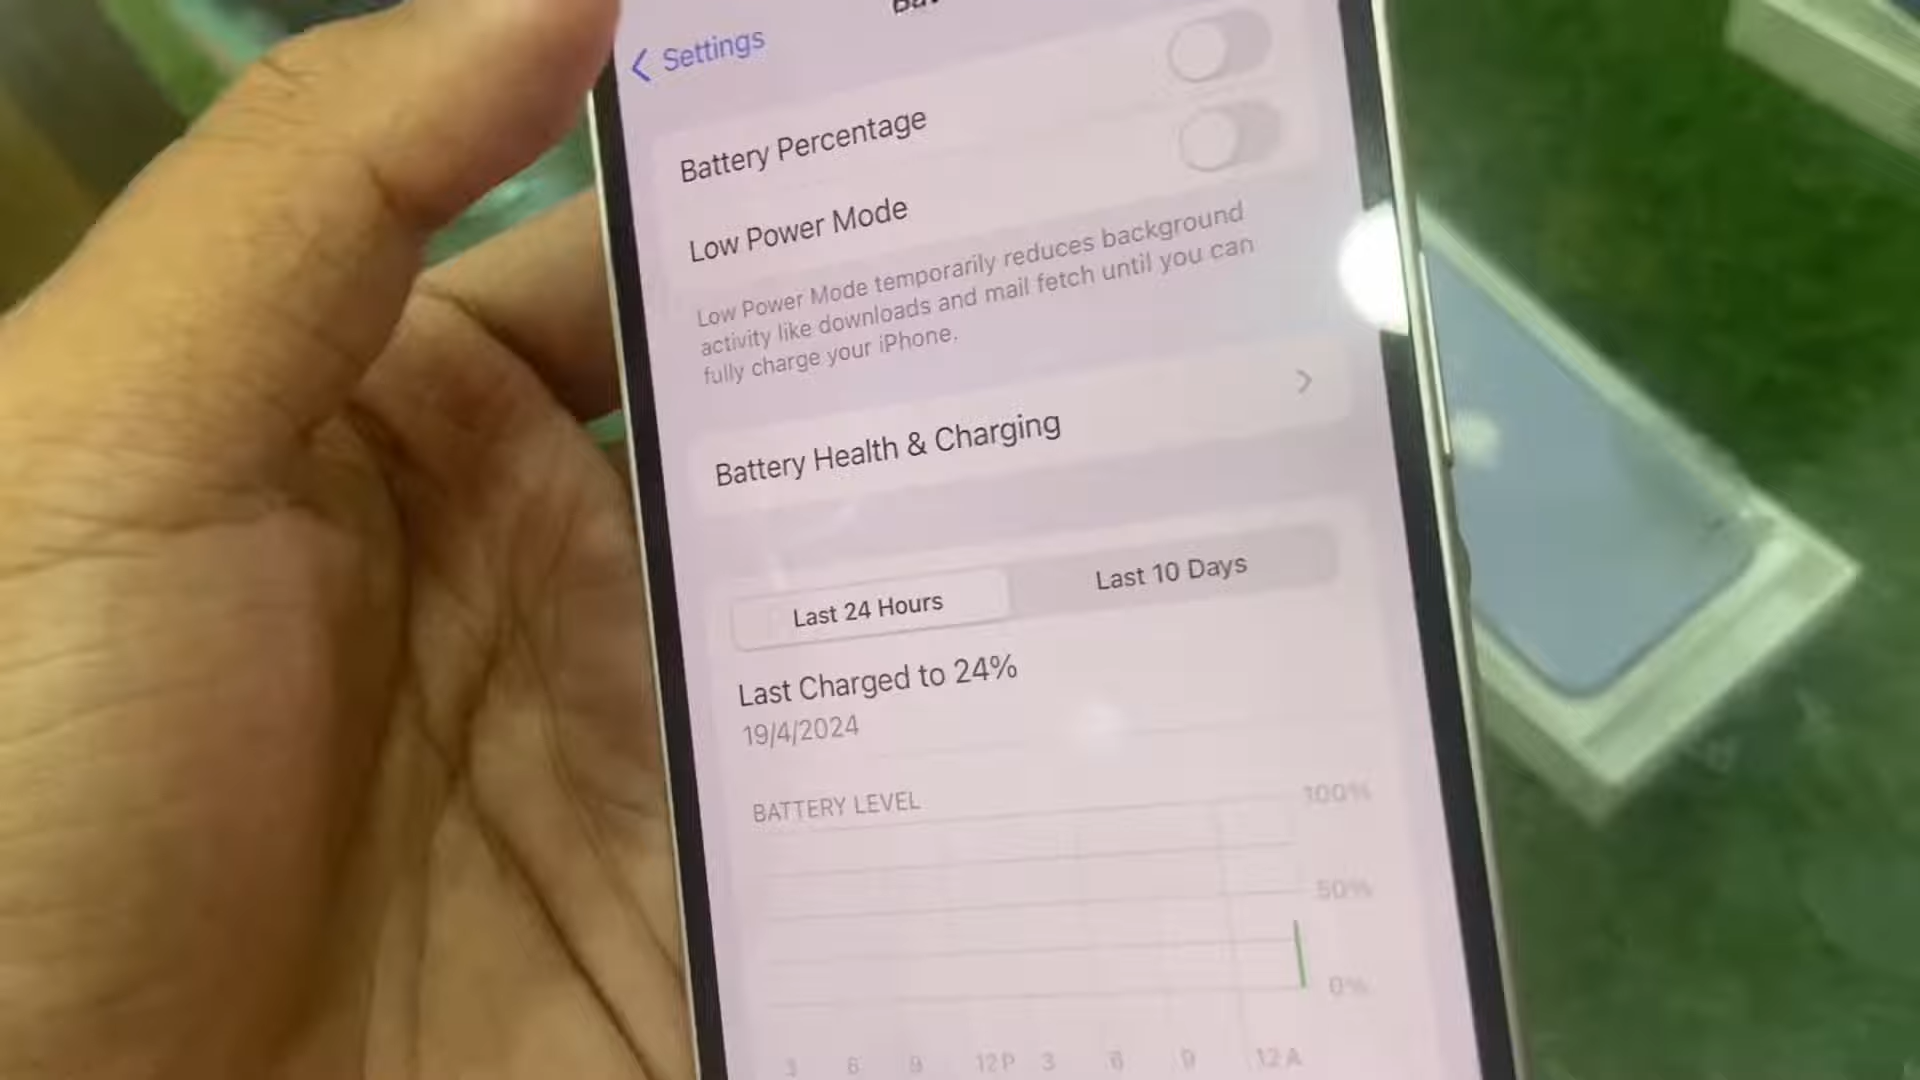 Settings
Battery Percentage
Low Power Mode
Low Power Mode temporarily reduces background
activity like downloads and mail fetch until you can
fully charge your iPhone.
Battery Health & Charging
Last 24 Hours
Last 10 Days
Last Charged to 24%
19/4/2024
BATTERY LEVEL
100%
50%
0%
3 6 9 12 P 3 6 9 12 A